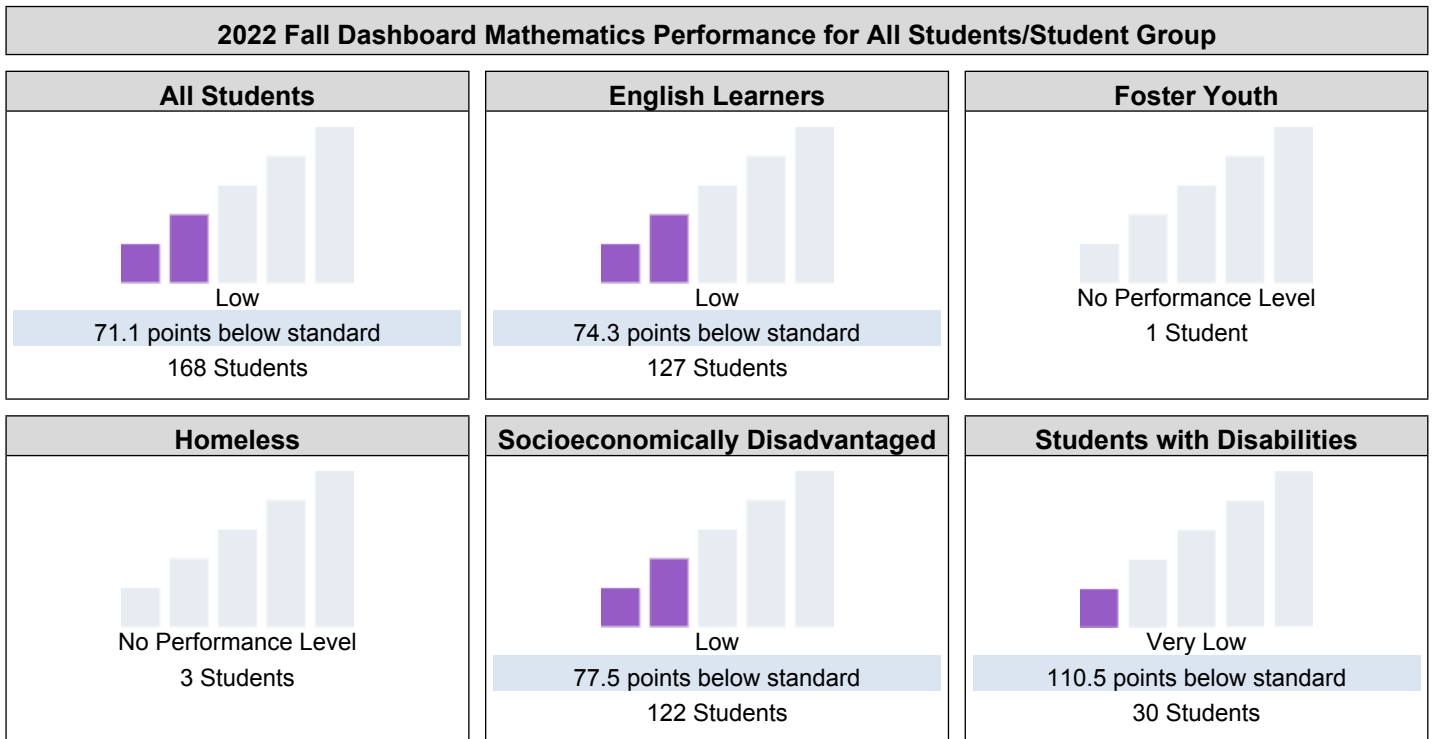 2022 Fall Dashboard Mathematics Performance for All Students/Student Group
All Students
Low
71.1 points below standard
168 Students
English Learners
Low
74.3 points below standard
127 Students
Foster Youth
No Performance Level
1 Student
Homeless
No Performance Level
3 Students
Socioeconomically Disadvantaged
Low
77.5 points below standard
122 Students
Students with Disabilities
Very Low
110.5 points below standard
30 Students